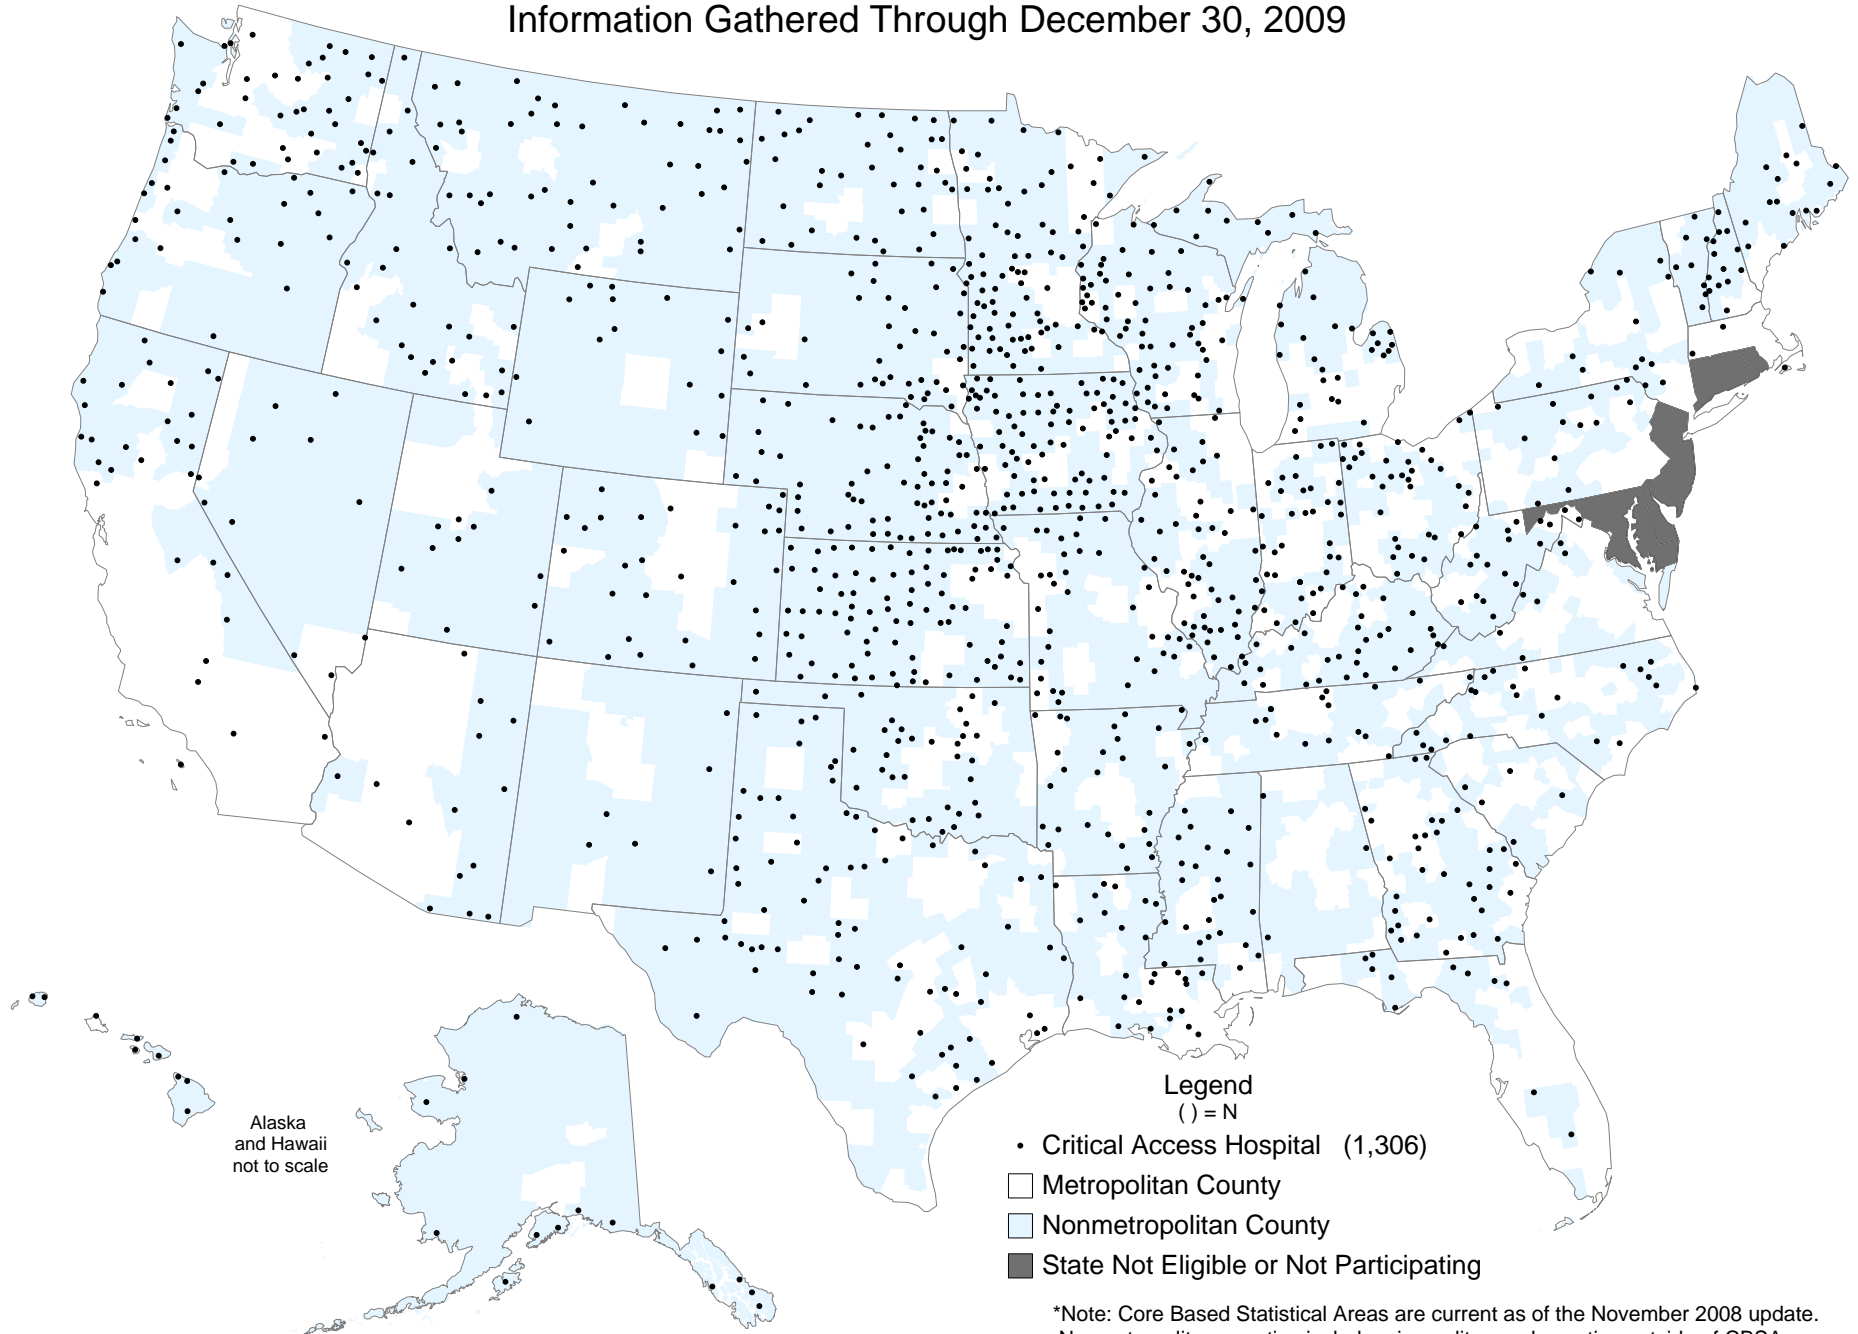 Information Gathered Through December 30, 2009
Alaska
and Hawaii
not to scale
Legend
( ) = N
Critical Access Hospital (1,306)
Metropolitan County
Nonmetropolitan County
State Not Eligible or Not Participating
*Note: Core Based Statistical Areas are current as of the November 2008 update.